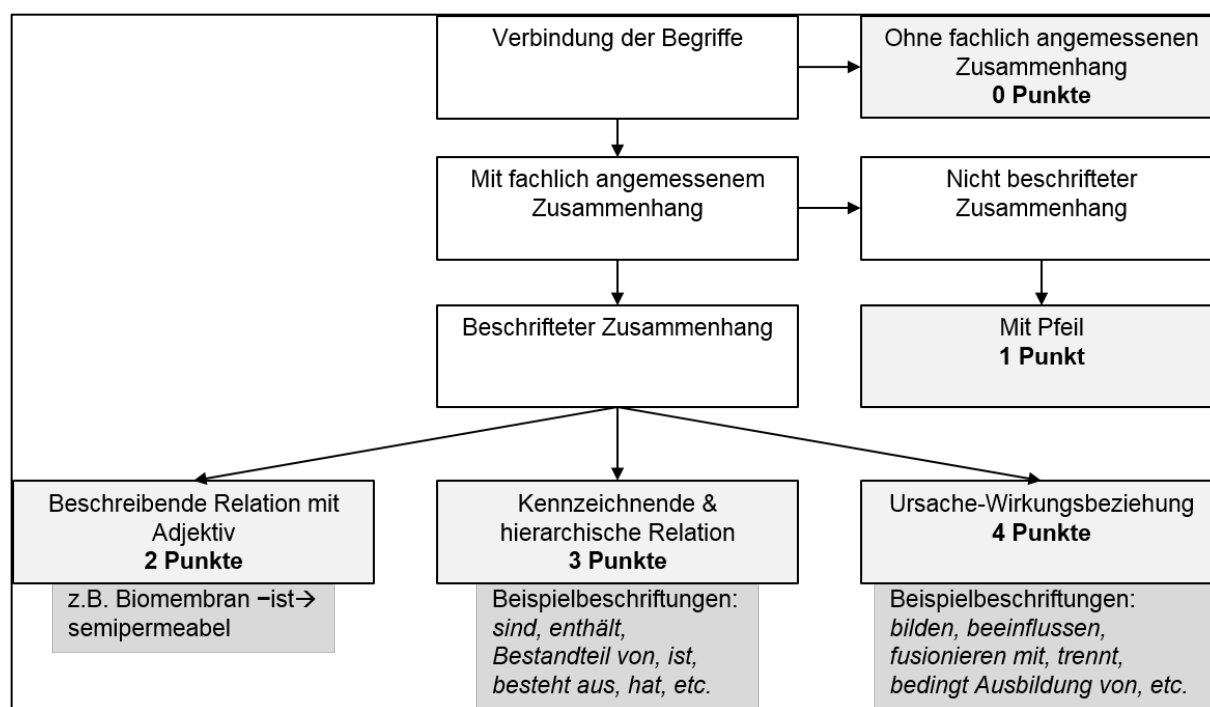 Verbindung der Begriffe
Ohne fachlich angemessenen
Zusammenhang
0 Punkte
Mit fachlich angemessenem
Zusammenhang
Nicht beschrifteter
Zusammenhang
Beschrifteter Zusammenhang
Mit Pfeil
1 Punkt
Beschreibende Relation mit
Adjektiv
2 Punkte
z.B. Biomembran –ist→
semipermeabel
Kennzeichnende &
hierarchische Relation
3 Punkte
Beispielbeschriftungen:
sind, enthält,
Bestandteil von, ist,
besteht aus, hat, etc.
Ursache-Wirkungsbeziehung
4 Punkte
Beispielbeschriftungen:
bilden, beeinflussen,
fusionieren mit, trennt,
bedingt Ausbildung von, etc.